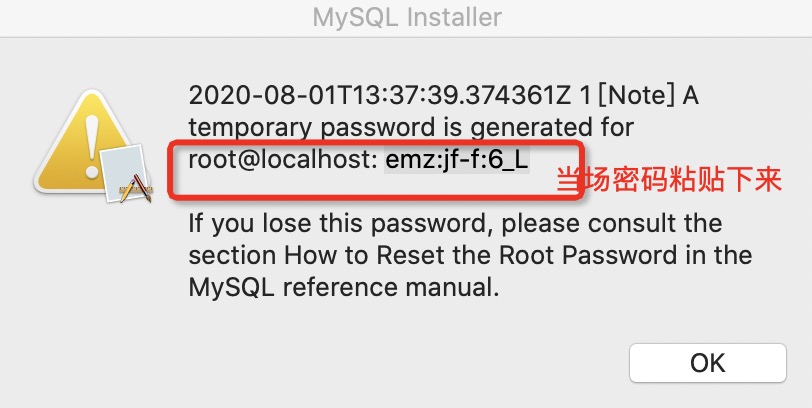 MySQL Installer
2020-08-01T13:37:39.374361Z 1 [Note] A
temporary password is generated for
root@localhost: emz:jf-f:6_L
当场密码粘贴下来
If you lose this password, please consult the
section How to Reset the Root Password in the
MySQL reference manual.
OK